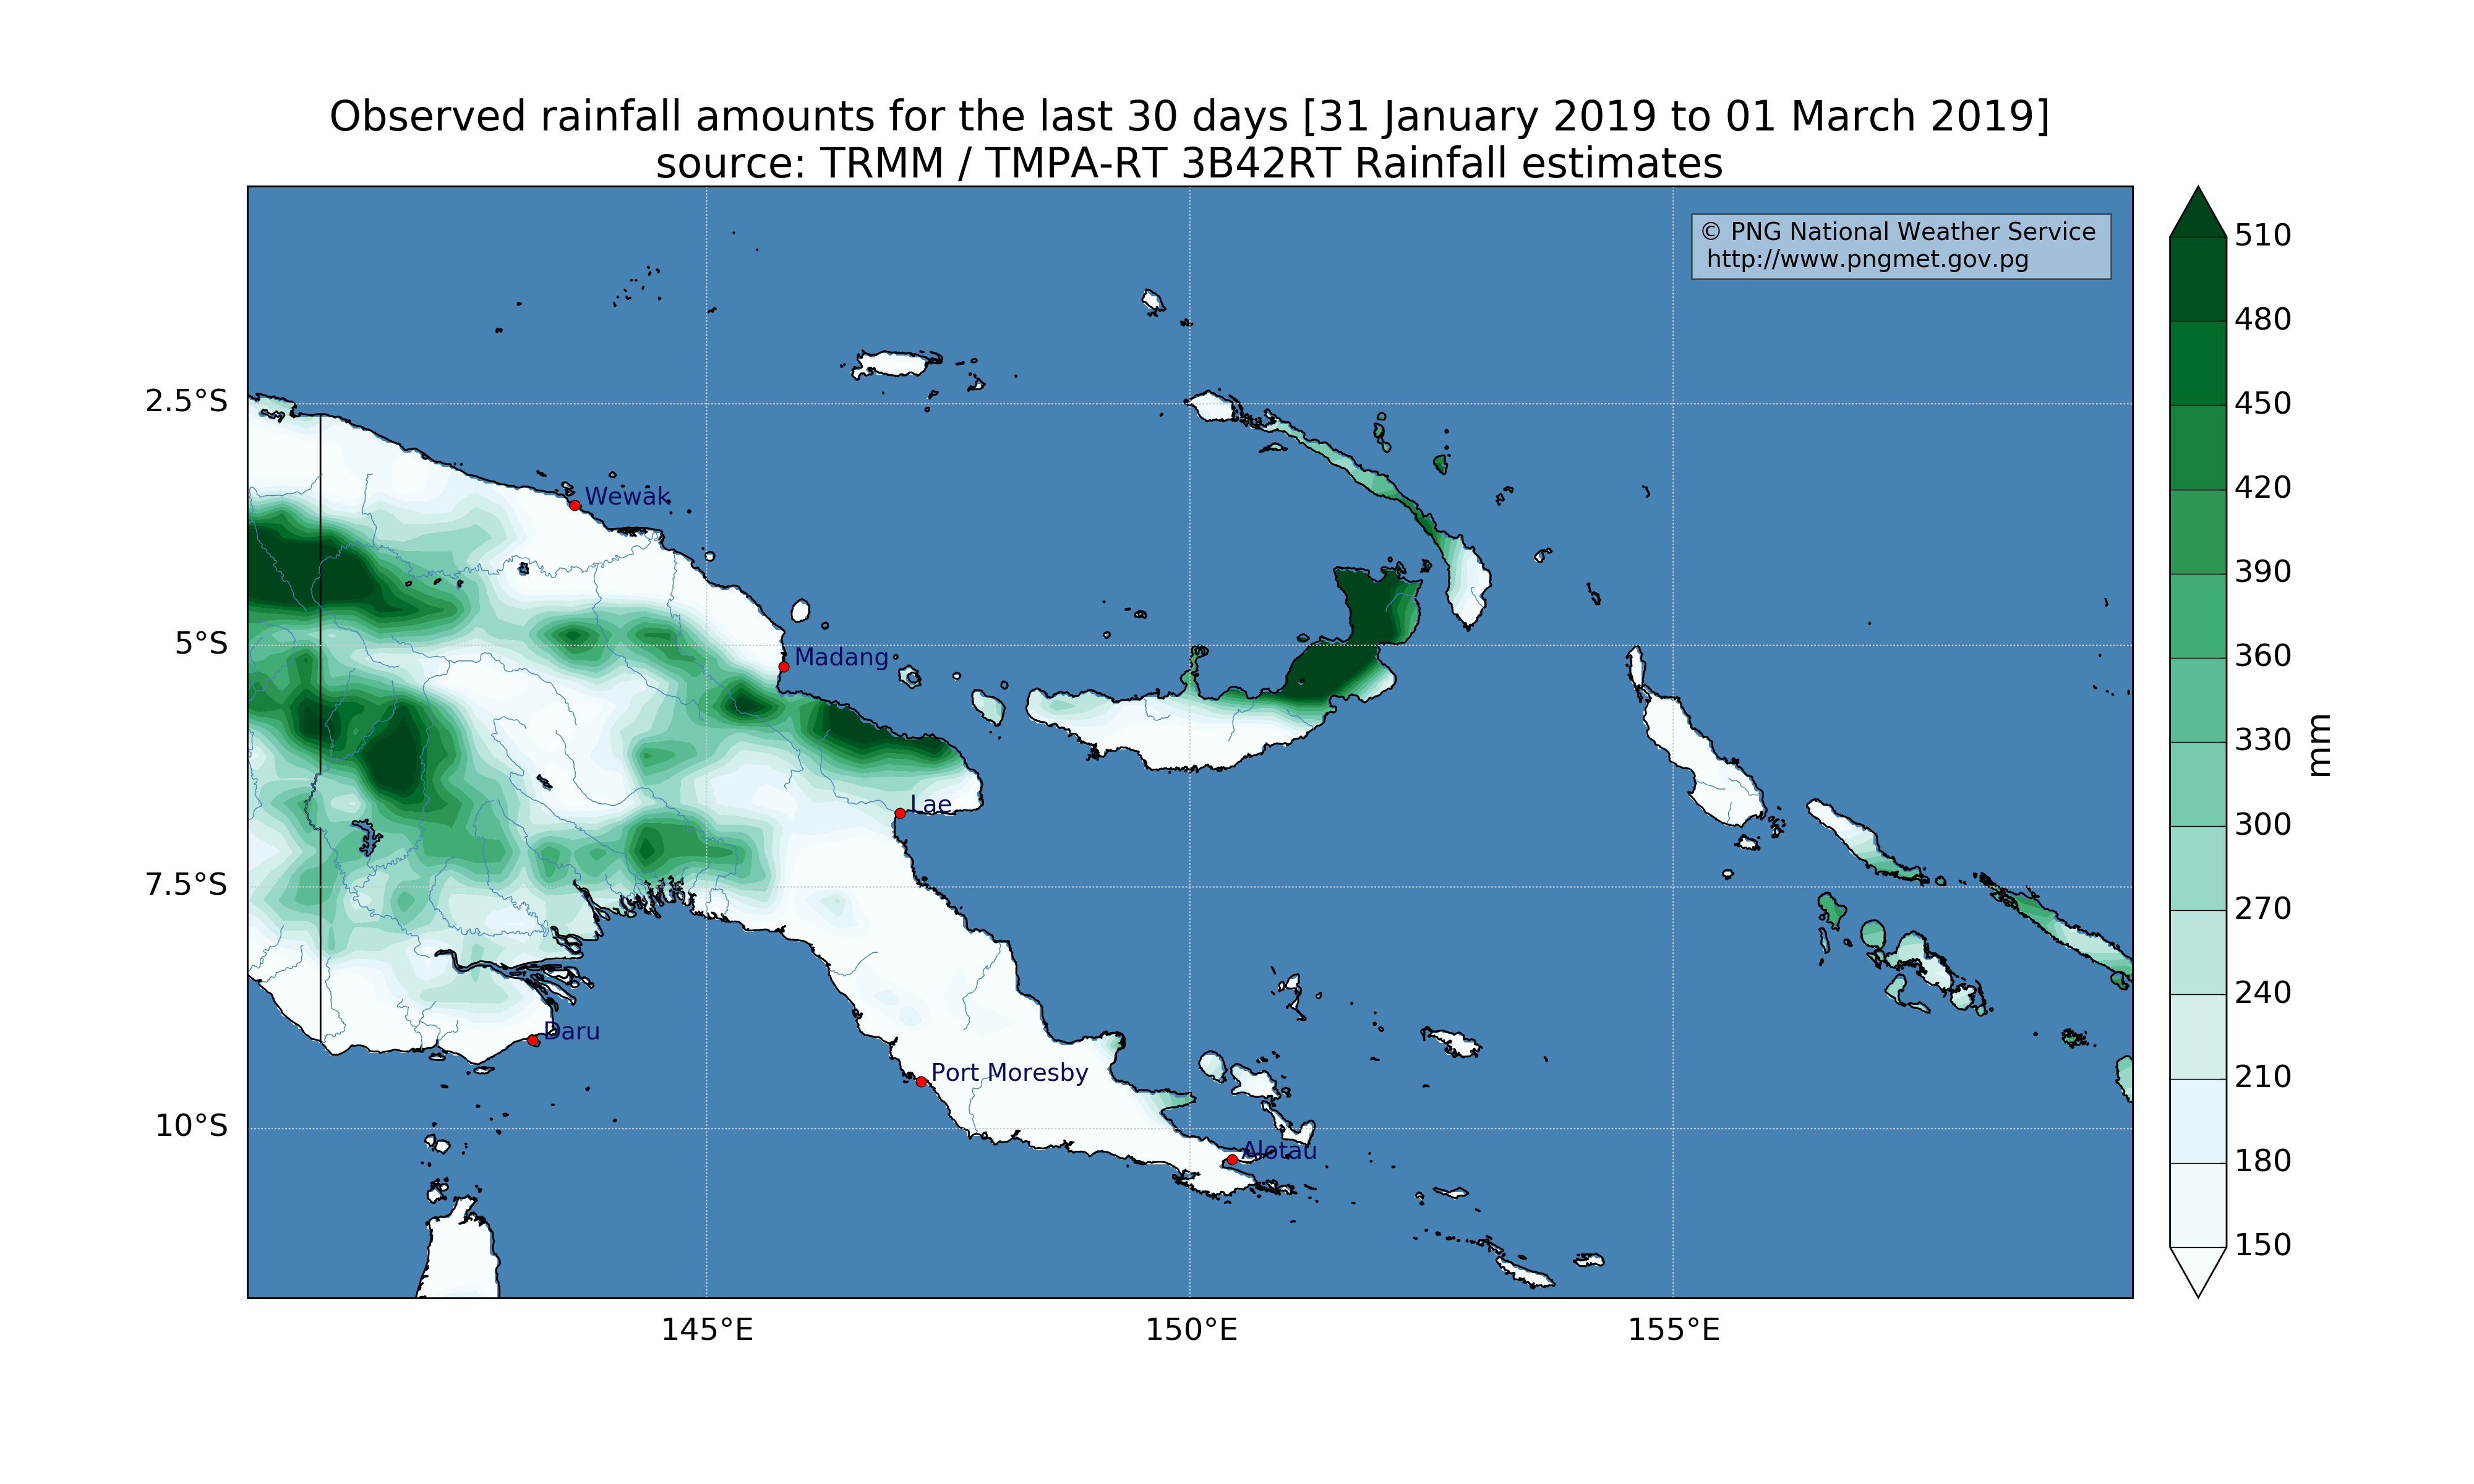 Observed rainfall amounts for the last 30 days [31 January 2019 to 01 March 2019]
source: TRMM / TMPA-RT 3B42RT Rainfall estimates
© PNG National Weather Service
http://www.pngmet.gov.pg
510
480
450
420
390
360
330
300
270
240
210
180
150
mm
2.5°S
5°S
7.5°S
10°S
Wewak
Madang
Lae
Daru
Port Moresby
Alotau
145°E
150°E
155°E